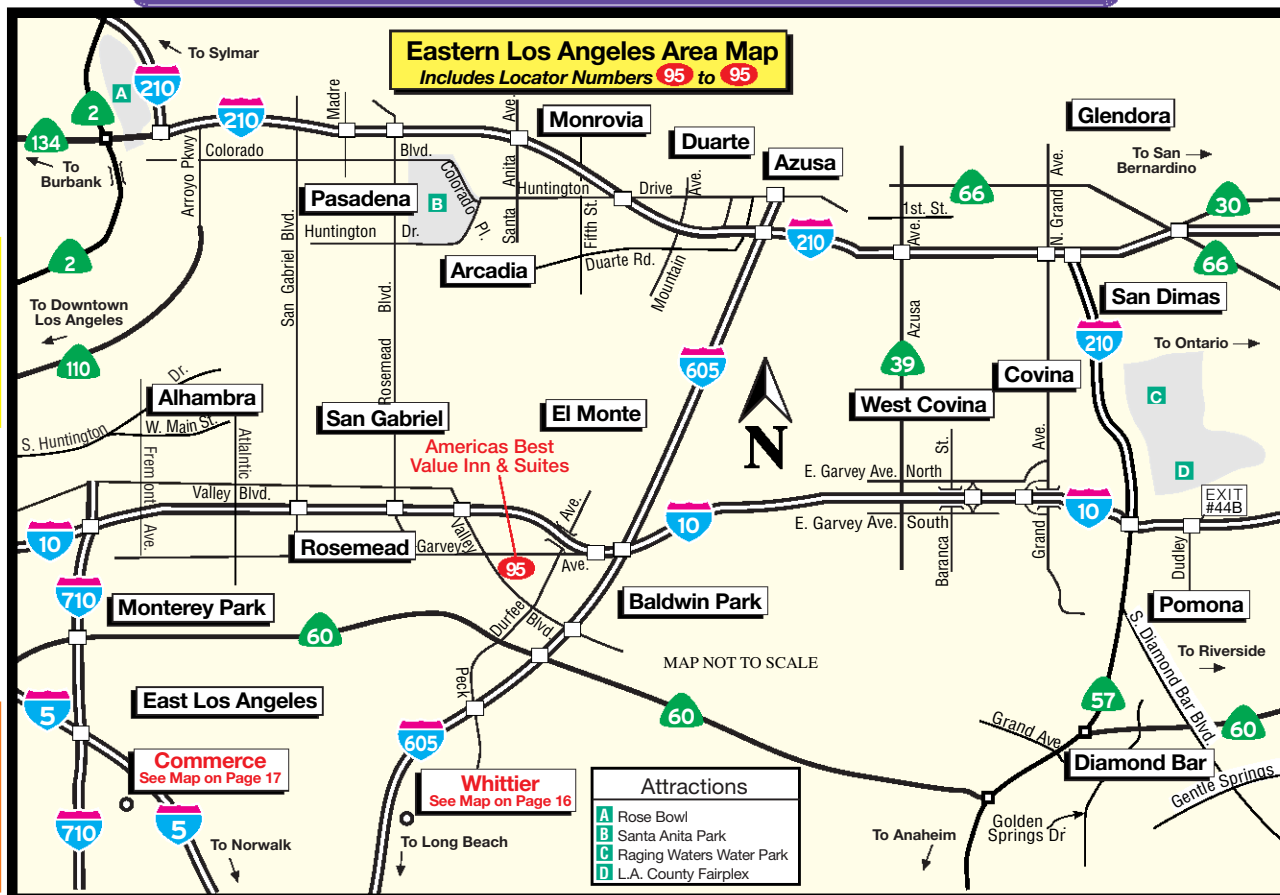 Eastern Los Angeles Area Map
Includes Locator Numbers 95 to 95
To Sylmar
210
2
A
134
To
Burbank
210
Madre
Ave.
Monrovia
Duarte
Azusa
Glendora
To San
Bernardino
Arroyo Pkwy
Colorado
Blvd.
Colorado
Pl.
Santa
Anita
Huntington
Drive
Ave.
66
30
Ave.
N. Grand
1st. St.
Ave.
Pasadena
B
Huntington
Dr.
San Gabriel Blvd.
Fifth St.
Duarte Rd.
Mountain
Arcadia
210
66
2
To Downtown
Los Angeles
110
Blvd.
Rosemead
605
Azusa
39
San Dimas
210
To Ontario
Covina
C
D
Dr.
Alhambra
S. Huntington
W. Main St.
San Gabriel
El Monte
N
West Covina
Americas Best
Value Inn & Suites
Fremont
Ave.
Atlalntic
Valley
Blvd.
Ave.
E. Garvey Ave.
North
St.
Ave.
E. Garvey Ave.
South
10
10
10
EXIT
#44B
Rosemead
Garvey
Ave.
Valley
Blvd.
95
Baranca
Grand
Dudley
710
Monterey Park
Baldwin Park
Pomona
60
Durfee
Peck
MAP NOT TO SCALE
S. Diamond Bar Blvd.
To Riverside
5
East Los Angeles
605
60
57
60
Grand Ave.
Diamond Bar
Gentle Springs
Commerce
See Map on Page 17
Whittier
See Map on Page 16
710
5
To Norwalk
To Long Beach
Attractions
A Rose Bowl
B Santa Anita Park
C Raging Waters Water Park
D L.A. County Fairplex
To Anaheim
Golden
Springs Dr